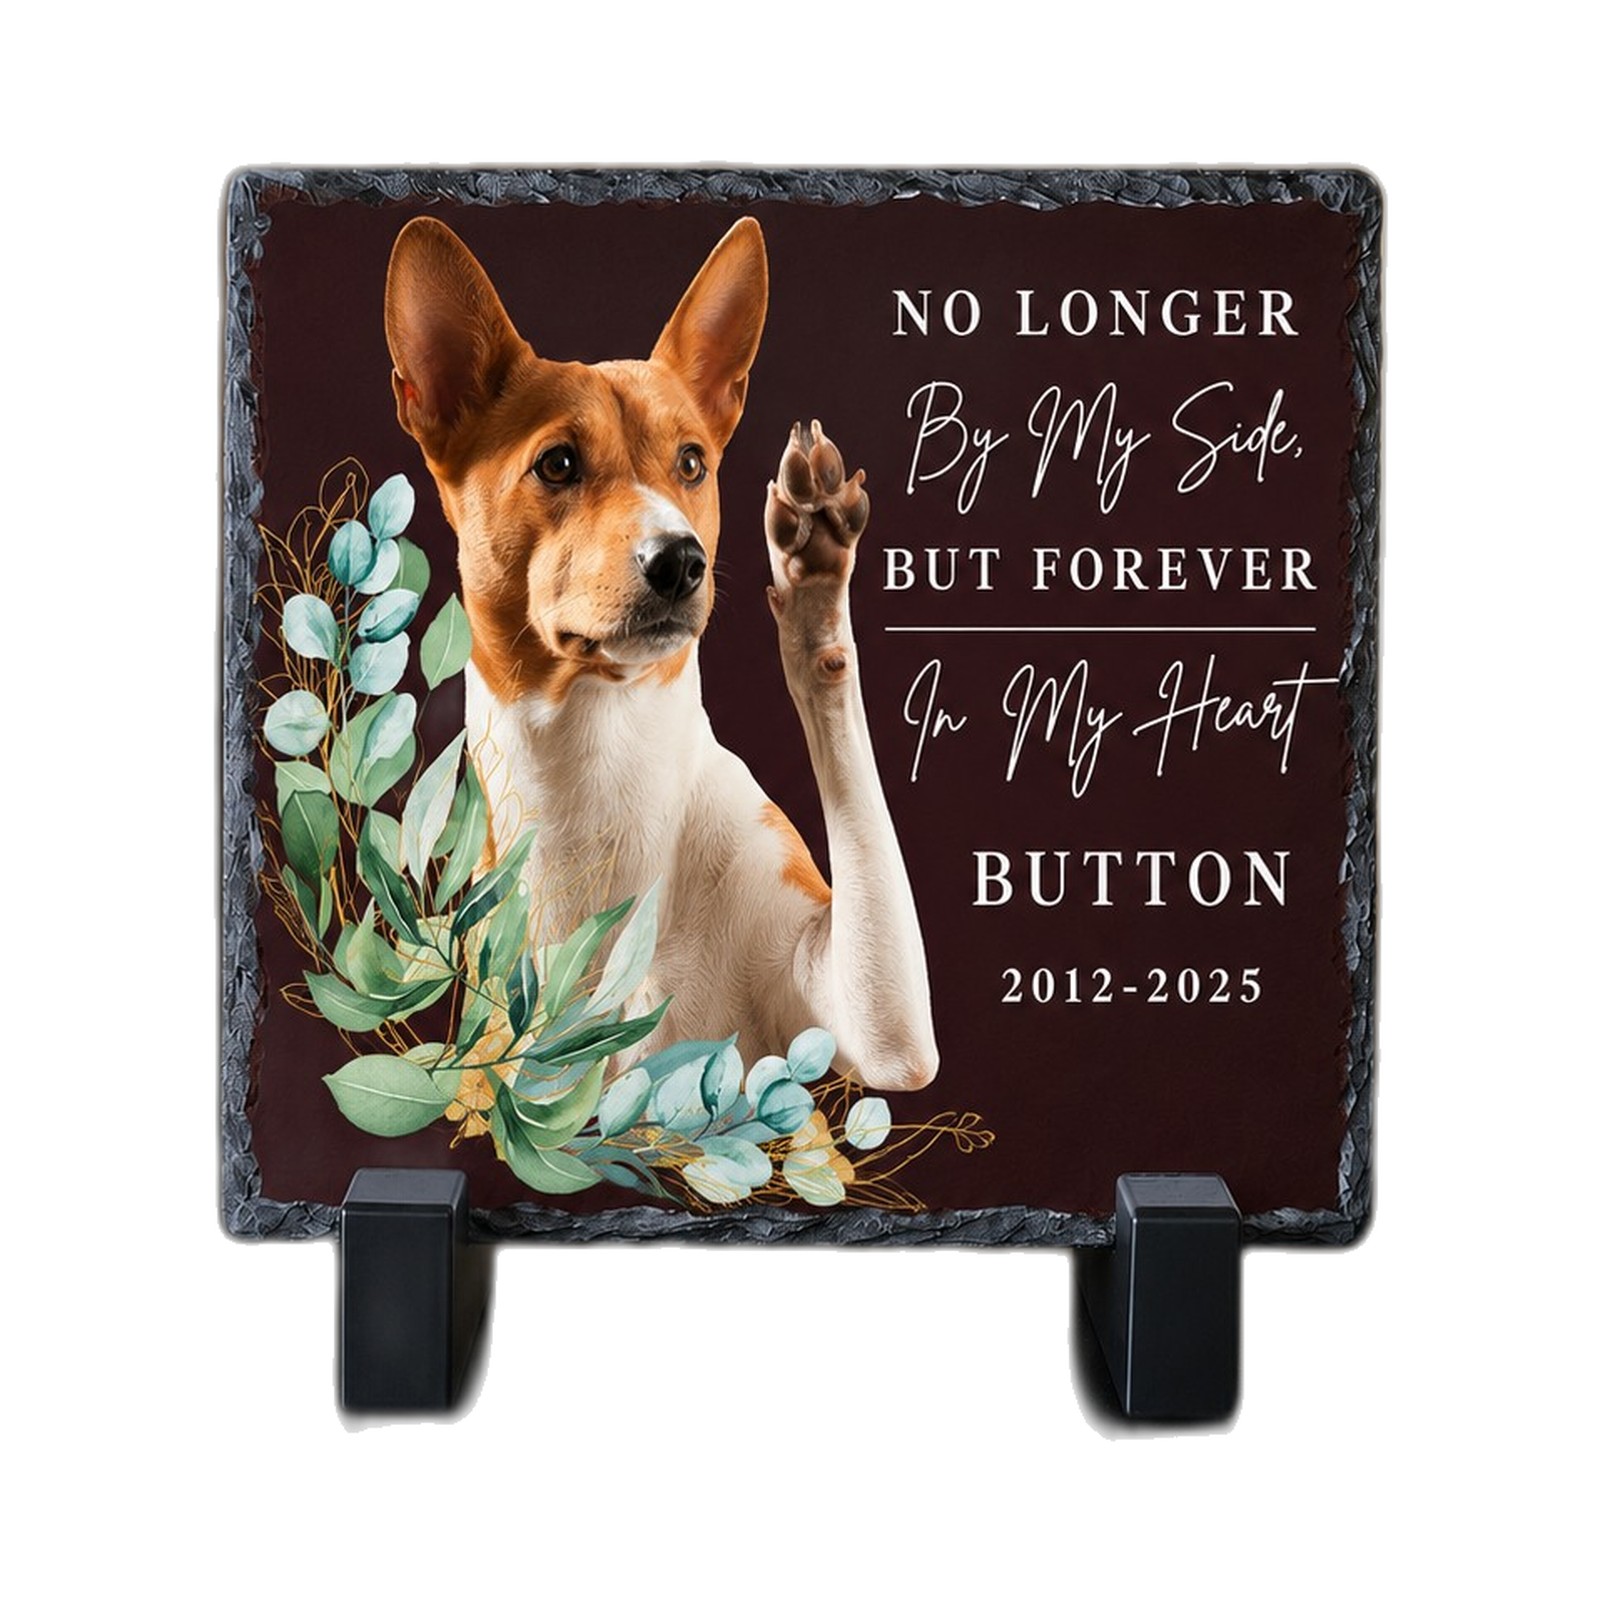 NO LONGER
By My Side,
BUT FOREVER
In My Heart
BUTTON
2012-2025